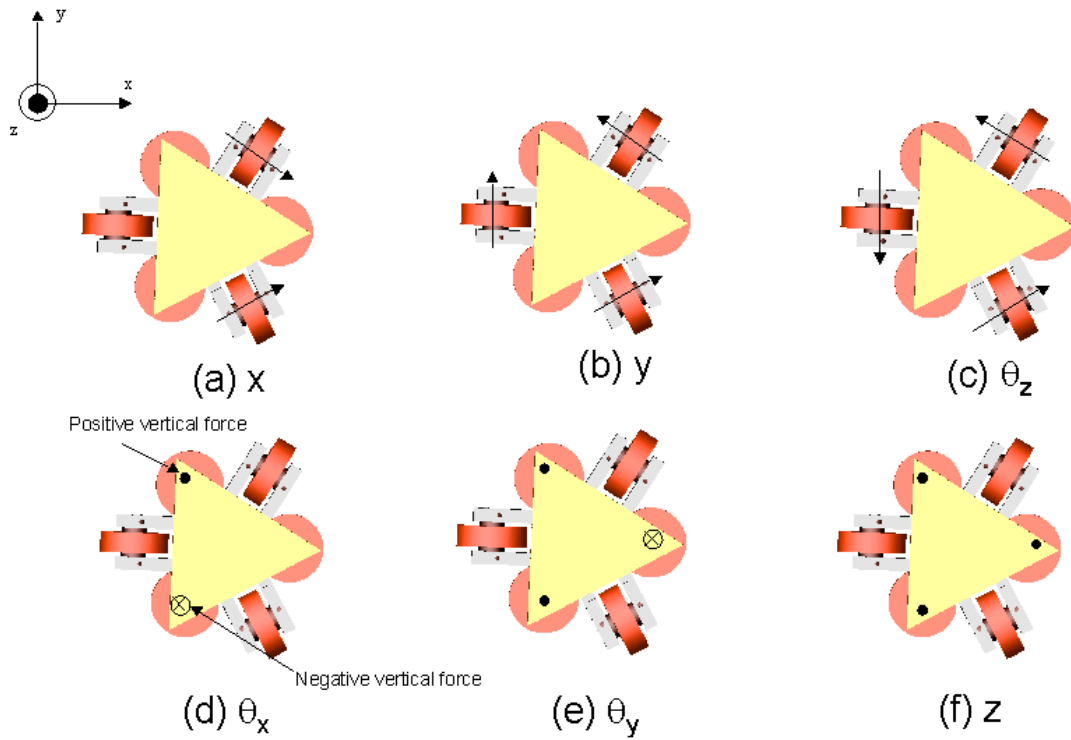 y
x
z
(a) x
(b) y
(c) θz
Positive vertical force
Negative vertical force
(d) θx
(e) θy
(f) z